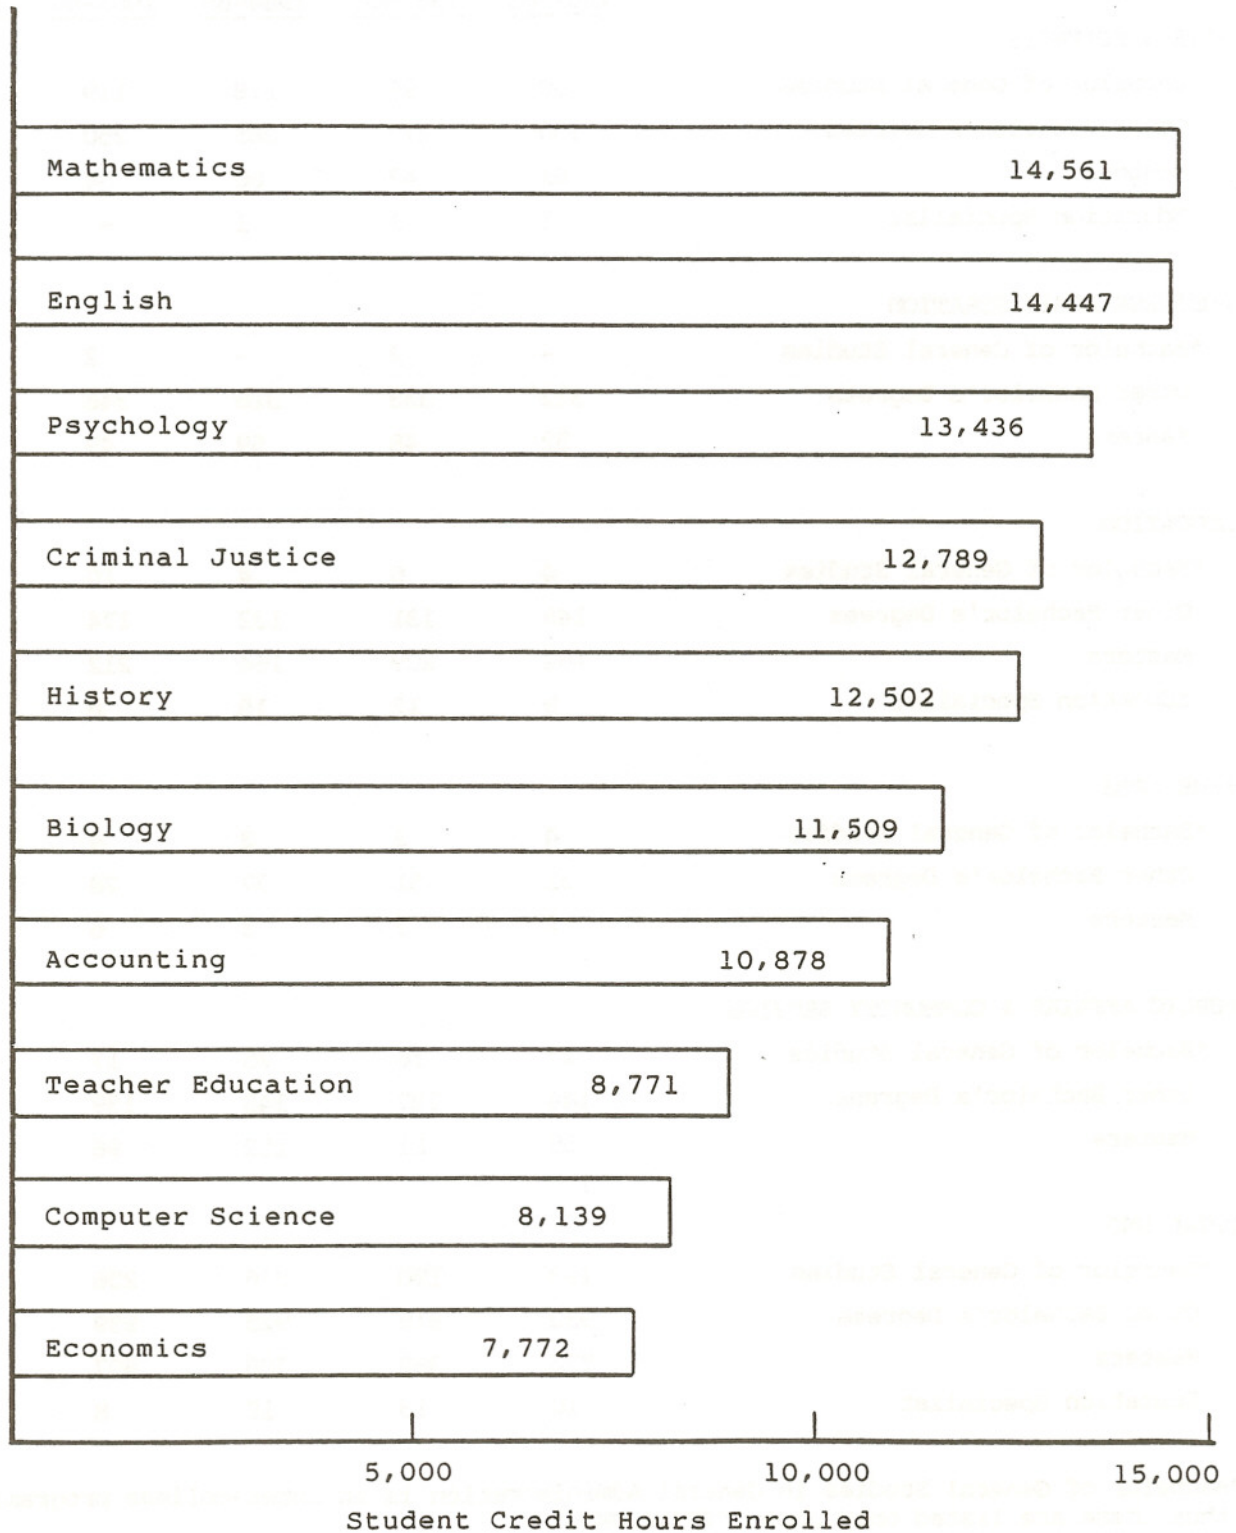 Mathematics 14,561
English 14,447
Psychology 13,436
Criminal Justice 12,789
History 12,502
Biology 11,509
Accounting 10,878
Teacher Education 8,771
Computer Science 8,139
Economics 7,772
5,000 10,000 15,000
Student Credit Hours Enrolled